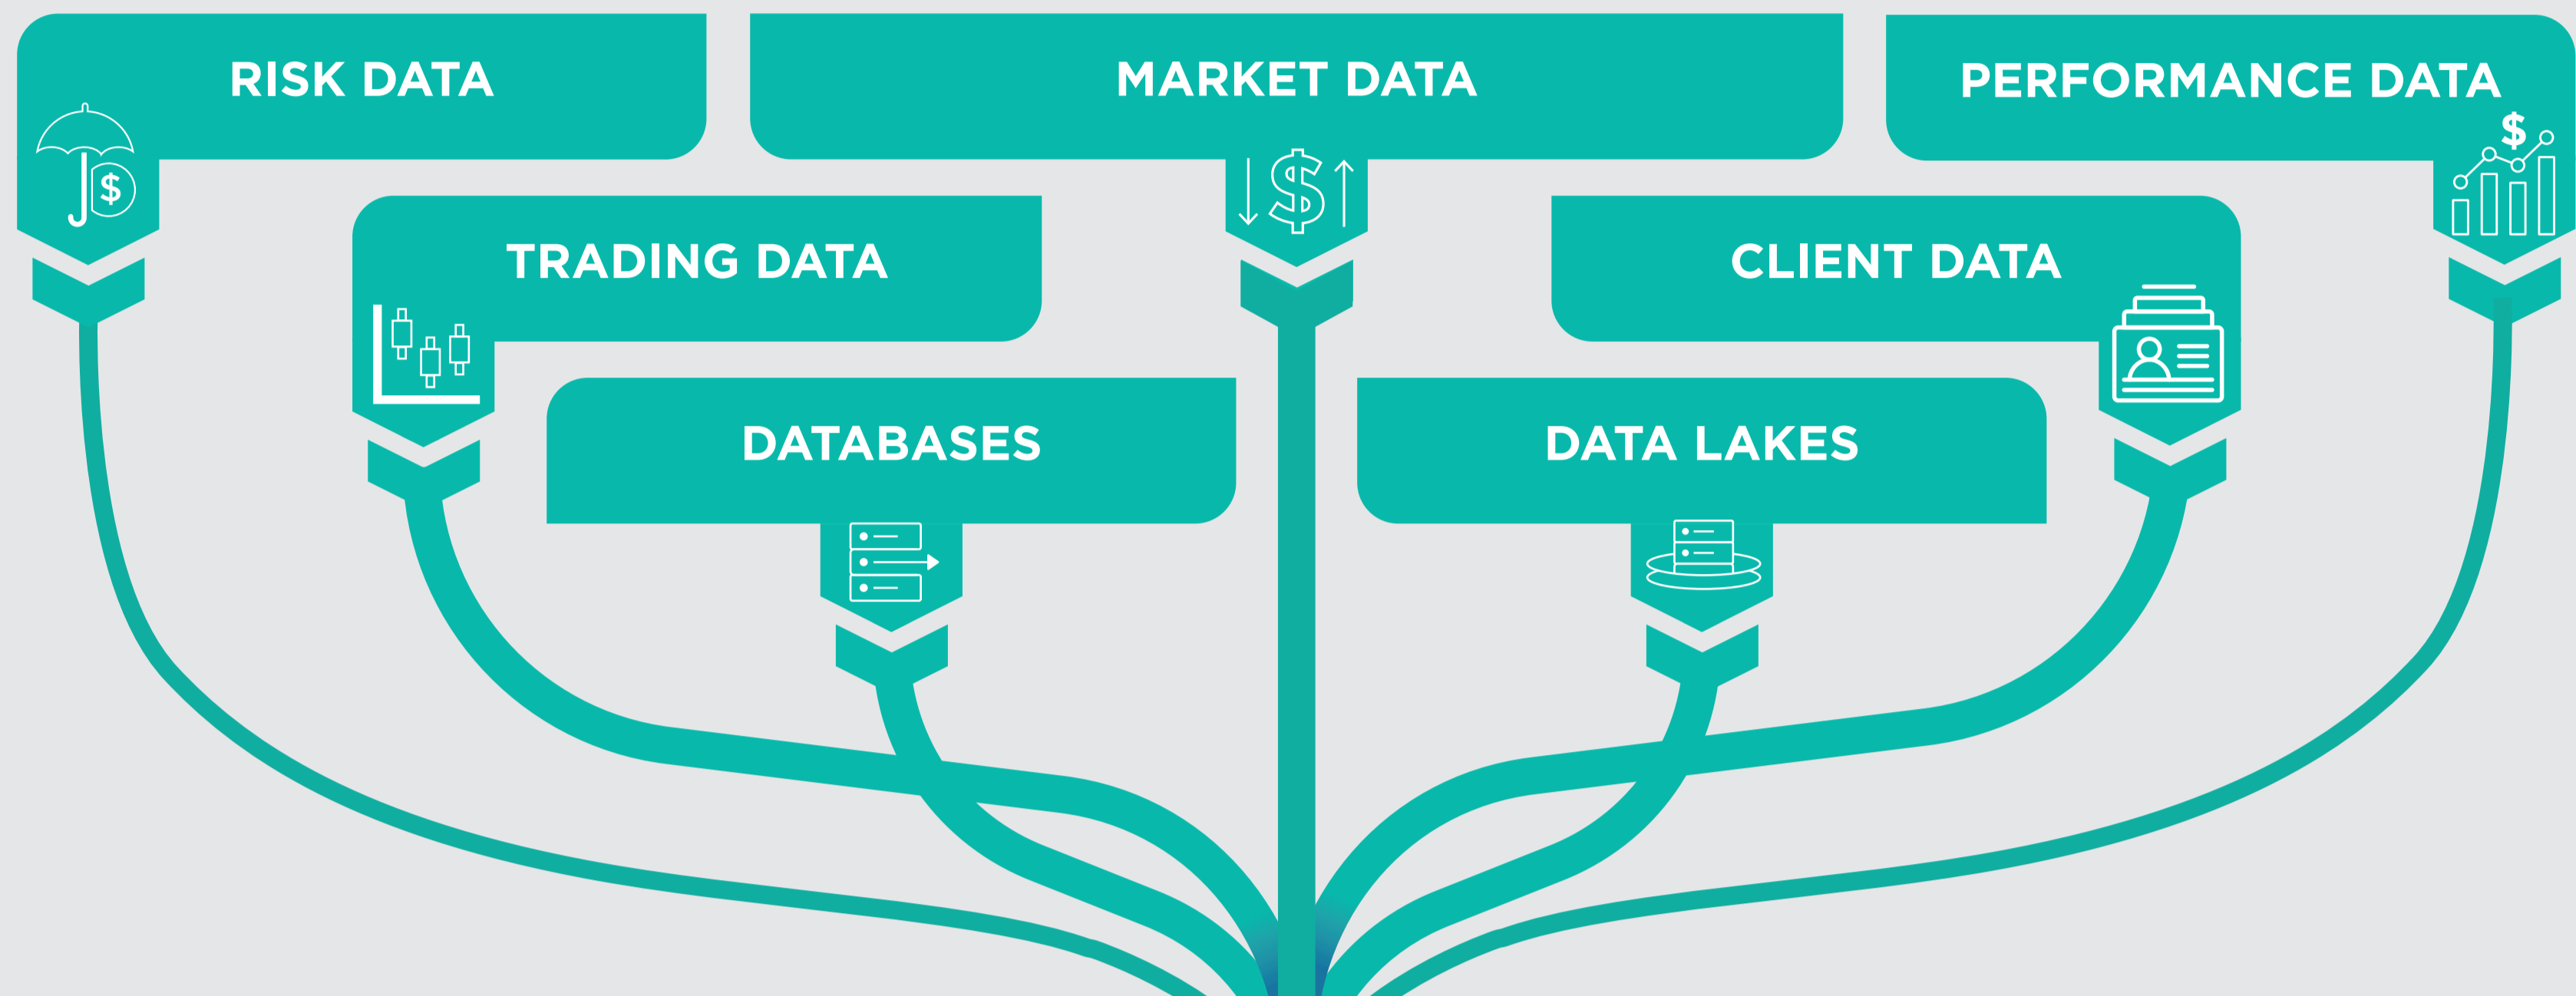 RISK DATA
MARKET DATA
PERFORMANCE DATA
TRADING DATA
CLIENT DATA
DATABASES
DATA LAKES